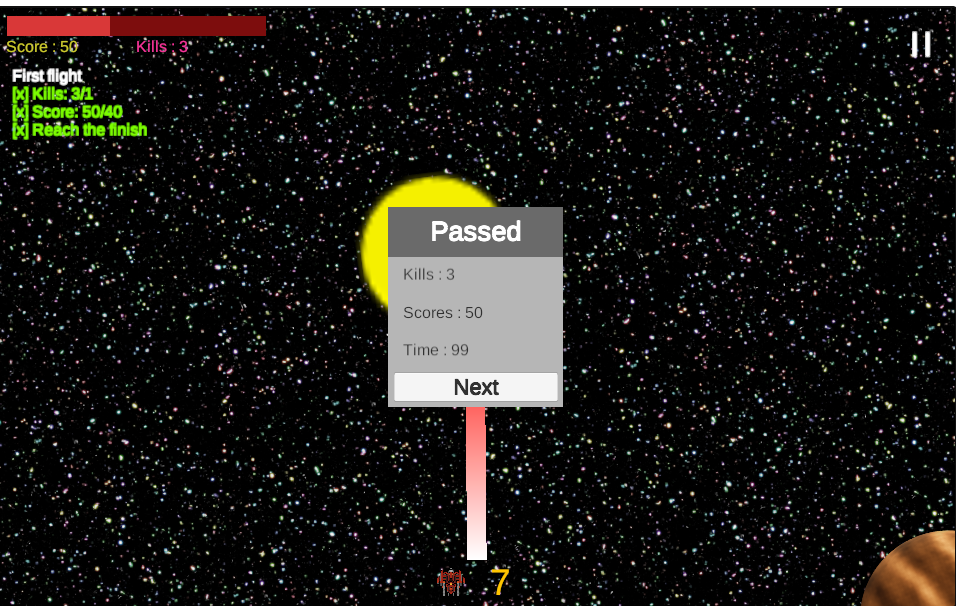 Score : 50 Kills : 3
First flight
[x] Kills: 3/1
[x] Score: 50/40
[x] Reach the finish
Passed
Kills : 3
Scores : 50
Time : 99
Next
7